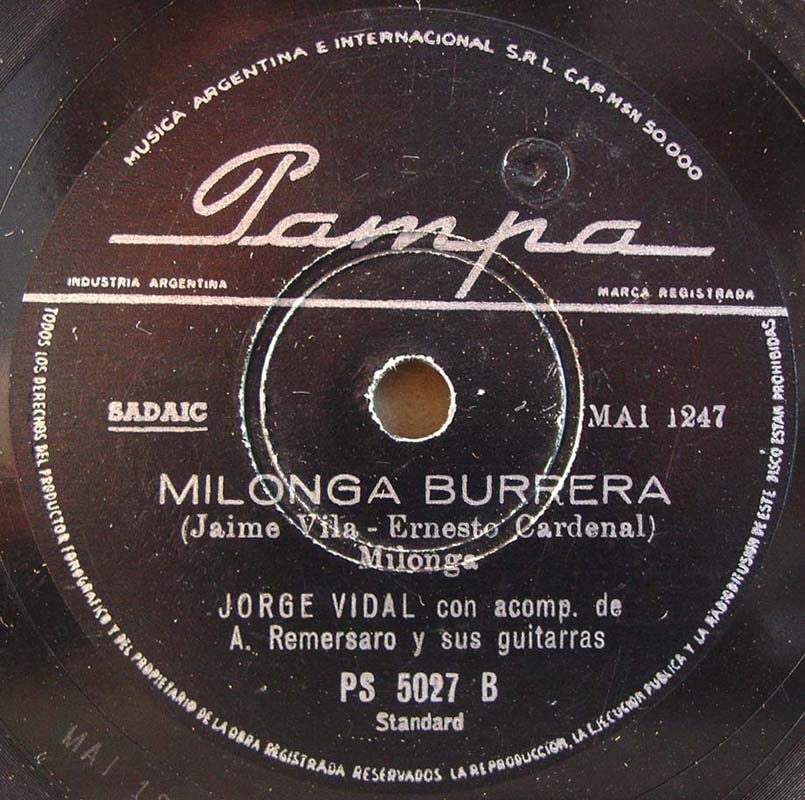 MUSICA ARGENTINA E INTERNACIONAL S.R.L. CAP. M$N 50.000
Pampa
INDUSTRIA ARGENTINA
MARCA REGISTRADA
SADAIC
MAI 1247
MILONGA BURRERA
(Jaime Vila - Ernesto Cardenal)
Milonga
JORGE VIDAL con acomp. de
A. Remersaro y sus guitarras
PS 5027 B
Standard
TODOS LOS DERECHOS DEL PRODUCTOR FONOGRAFICO Y DEL PROPIETARIO DE LA OBRA REGISTRADA RESERVADOS LA REPRODUCCION, LA EJECUCION PUBLICA Y LA RADIODIFUSION DE ESTE DISCO ESTAN PROHIBIDAS
MAI 12